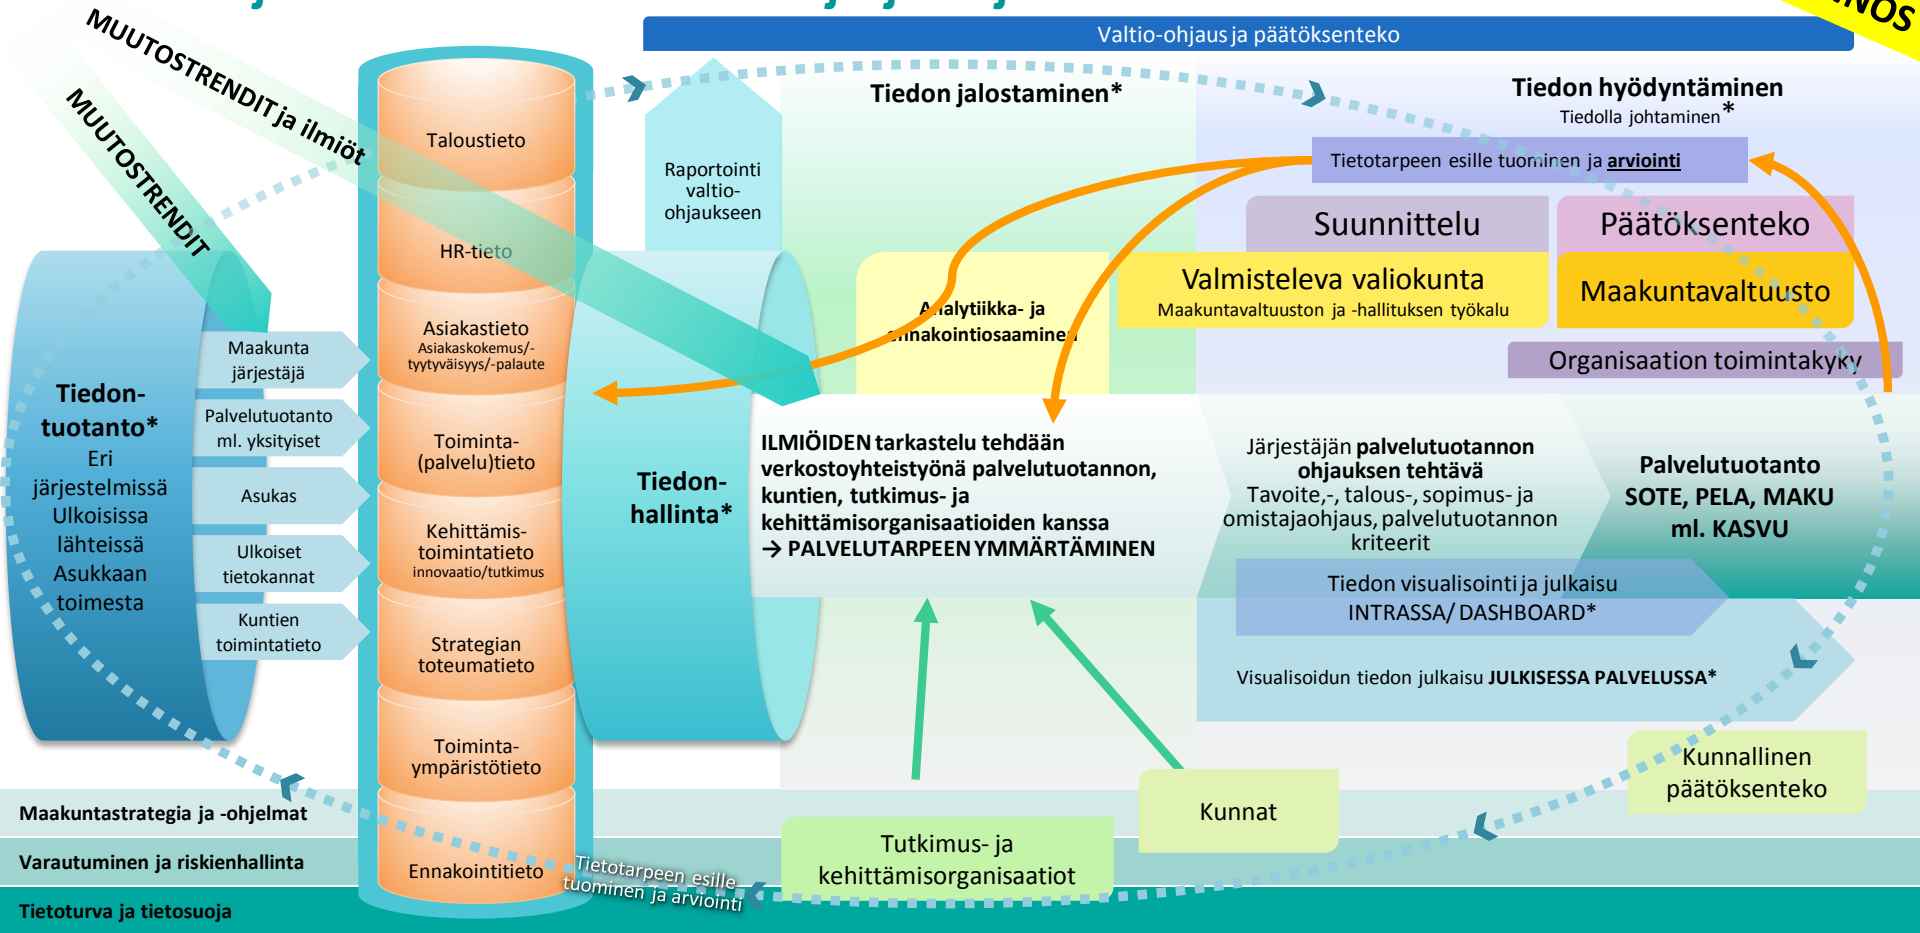 Valtio-ohjaus ja päätöksenteko
MUUTOSTRENDIT ja ilmiöt
MUUTOSTRENDIT
Tiedon jalostaminen*
Tiedon hyödyntäminen
Tiedolla johtaminen*
Tietotarpeen esille tuominen ja arviointi
Raportointi
valtio-
ohjaukseen
Suunnittelu
Päätöksenteko
Valmisteleva valiokunta
Maakuntavaltuuston ja -hallituksen työkalu
Maakuntavaltuusto
Organisaation toimintakyky
Analytiikka- ja
ennakointiosaaminen
Tiedon-
tuotanto*
Eri
järjestelmissä
Ulkoisissa
lähteissä
Asukkaan
toimesta
Maakunta
järjestäjä
Palvelutuotanto
ml. yksityiset
Asukas
Ulkoiset
tietokannat
Kuntien
toimintatieto
Taloustieto
HR-tieto
Asiakastieto
Asiakaskokemus/-
tyytyväisyys/-palaute
Toiminta-
(palvelu)tieto
Kehittämis-
toimintatieto
innovaatio/tutkimus
Strategian
toteumatieto
Toiminta-
ympäristötieto
Ennakointitieto
Tiedon-
hallinta*
ILMIÖIDEN tarkastelu tehdään
verkostoyhteistyönä palvelutuotannon,
kuntien, tutkimus- ja
kehittämisorganisaatioiden kanssa
→ PALVELUTARPEEN YMMÄRTÄMINEN
Järjestäjän palvelutuotannon
ohjauksen tehtävä
Tavoite,-, talous-, sopimus- ja
omistajaohjaus, palvelutuotannon
kriteerit
Palvelutuotanto
SOTE, PELA, MAKU
ml. KASVU
Tiedon visualisointi ja julkaisu
INTRASSA/ DASHBOARD*
Visualisoidun tiedon julkaisu JULKISESSA PALVELUSSA*
Kunnallinen
päätöksenteko
Kunnat
Tutkimus- ja
kehittämisorganisaatiot
Tietotarpeen esille
tuominen ja arviointi
Maakuntastrategia ja -ohjelmat
Varautuminen ja riskienhallinta
Tietoturva ja tietosuoja